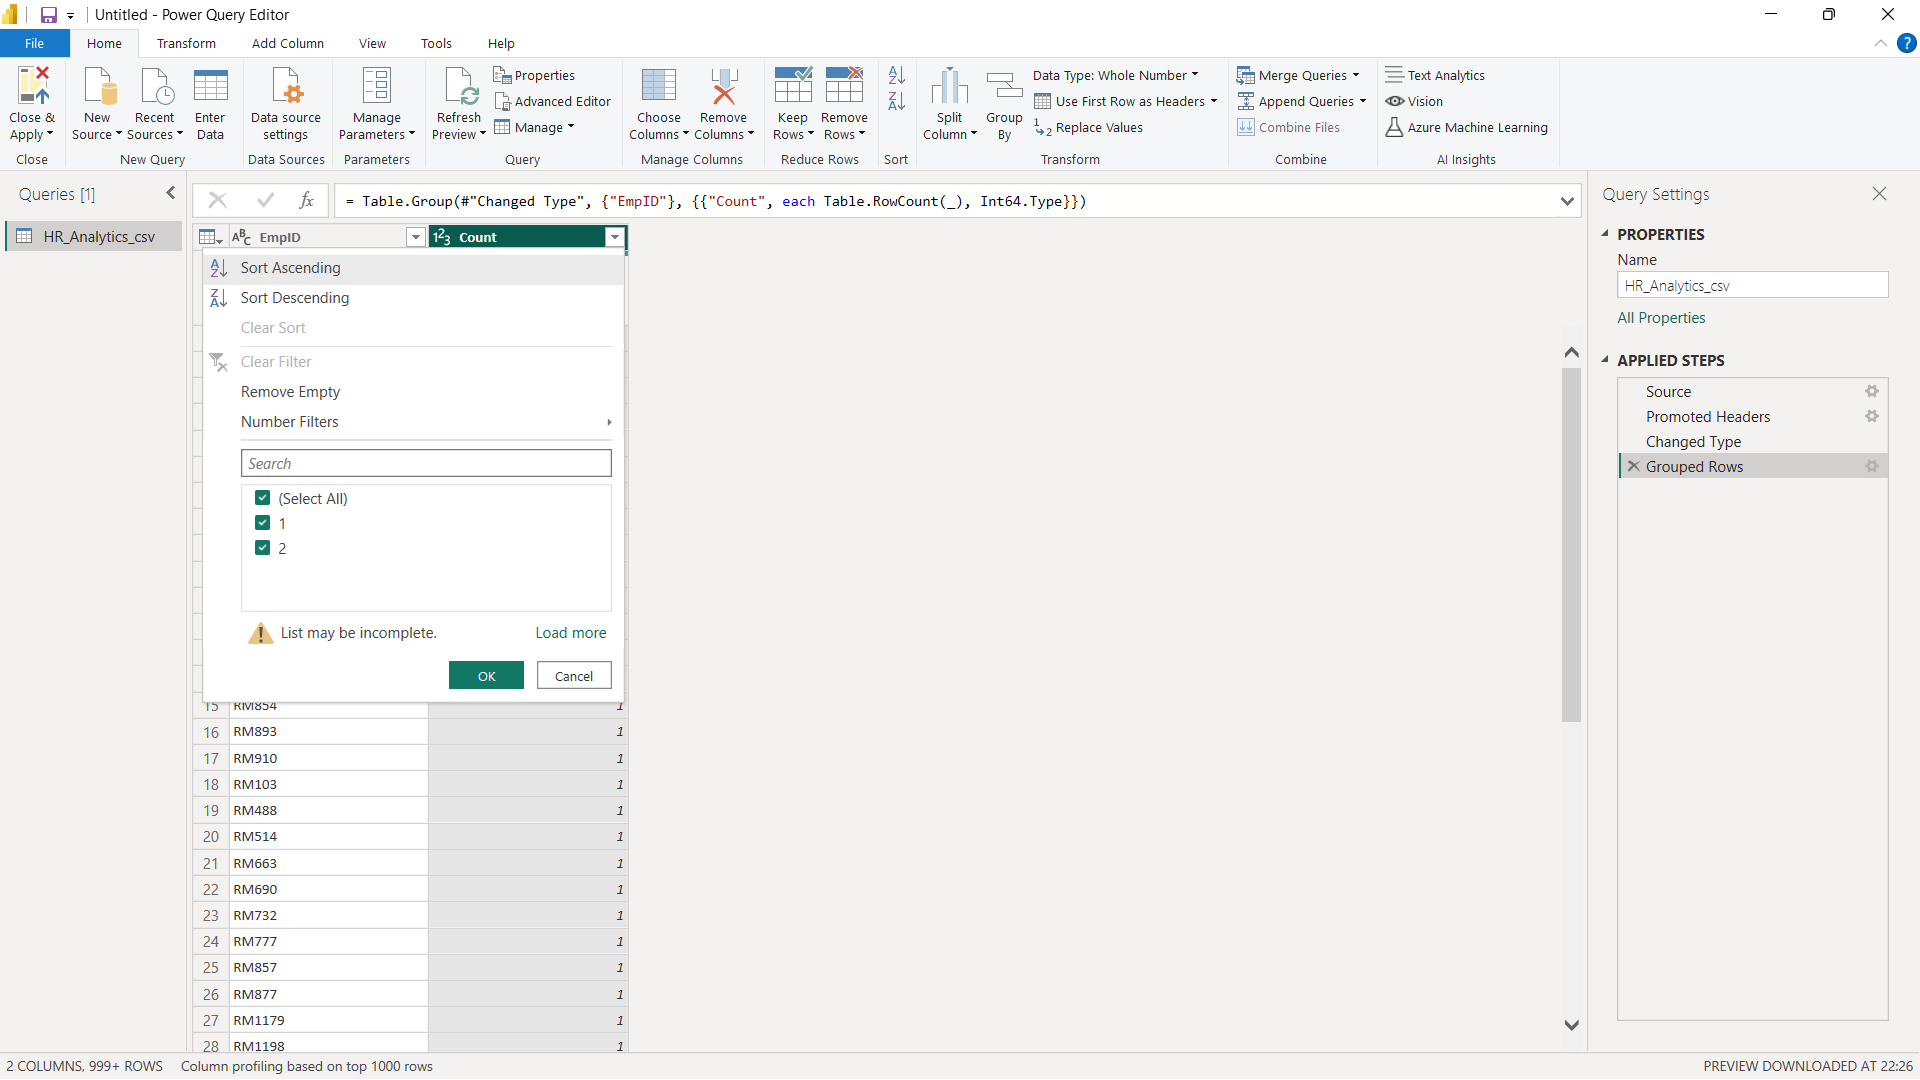 Untitled - Power Query Editor
File
Home
Transform
Add Column
View
Tools
Help
?
Close &
Apply
Close
New
Source
Recent
Sources
Enter
Data
New Query
Data source
settings
Data Sources
Manage
Parameters
Parameters
Refresh
Preview
Properties
Advanced Editor
Manage
Query
Choose
Columns
Remove
Columns
Manage Columns
Keep
Rows
Remove
Rows
Reduce Rows
Sort
Split
Column
Group
By
Data Type: Whole Number
Use First Row as Headers
Replace Values
Transform
Merge Queries
Append Queries
Combine Files
Combine
Text Analytics
Vision
Azure Machine Learning
AI Insights
Queries [1]
HR_Analytics_csv
fx
= Table.Group(#"Changed Type", {"EmpID"}, {{"Count", each Table.RowCount(_), Int64.Type}})
ABC EmpID
123 Count
Sort Ascending
Sort Descending
Clear Sort
Clear Filter
Remove Empty
Number Filters
Search
(Select All)
1
2
List may be incomplete.
Load more
OK
Cancel
15 RM854 1
16 RM893 1
17 RM910 1
18 RM103 1
19 RM488 1
20 RM514 1
21 RM663 1
22 RM690 1
23 RM732 1
24 RM777 1
25 RM857 1
26 RM877 1
27 RM1179 1
28 RM1198 1
Query Settings
PROPERTIES
Name
HR_Analytics_csv
All Properties
APPLIED STEPS
Source
Promoted Headers
Changed Type
Grouped Rows
2 COLUMNS, 999+ ROWS
Column profiling based on top 1000 rows
PREVIEW DOWNLOADED AT 22:26